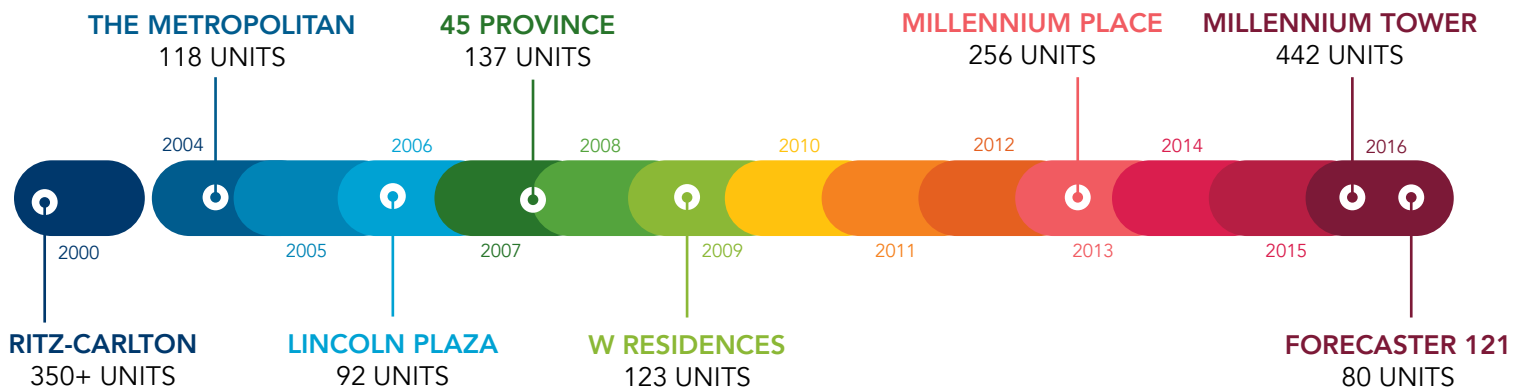 THE METROPOLITAN
118 UNITS
45 PROVINCE
137 UNITS
MILLENNIUM PLACE
256 UNITS
MILLENNIUM TOWER
442 UNITS
2004
2006
2008
2010
2012
2014
2016
2000
2005
2007
2009
2011
2013
2015
RITZ-CARLTON
350+ UNITS
LINCOLN PLAZA
92 UNITS
W RESIDENCES
123 UNITS
FORECASTER 121
80 UNITS